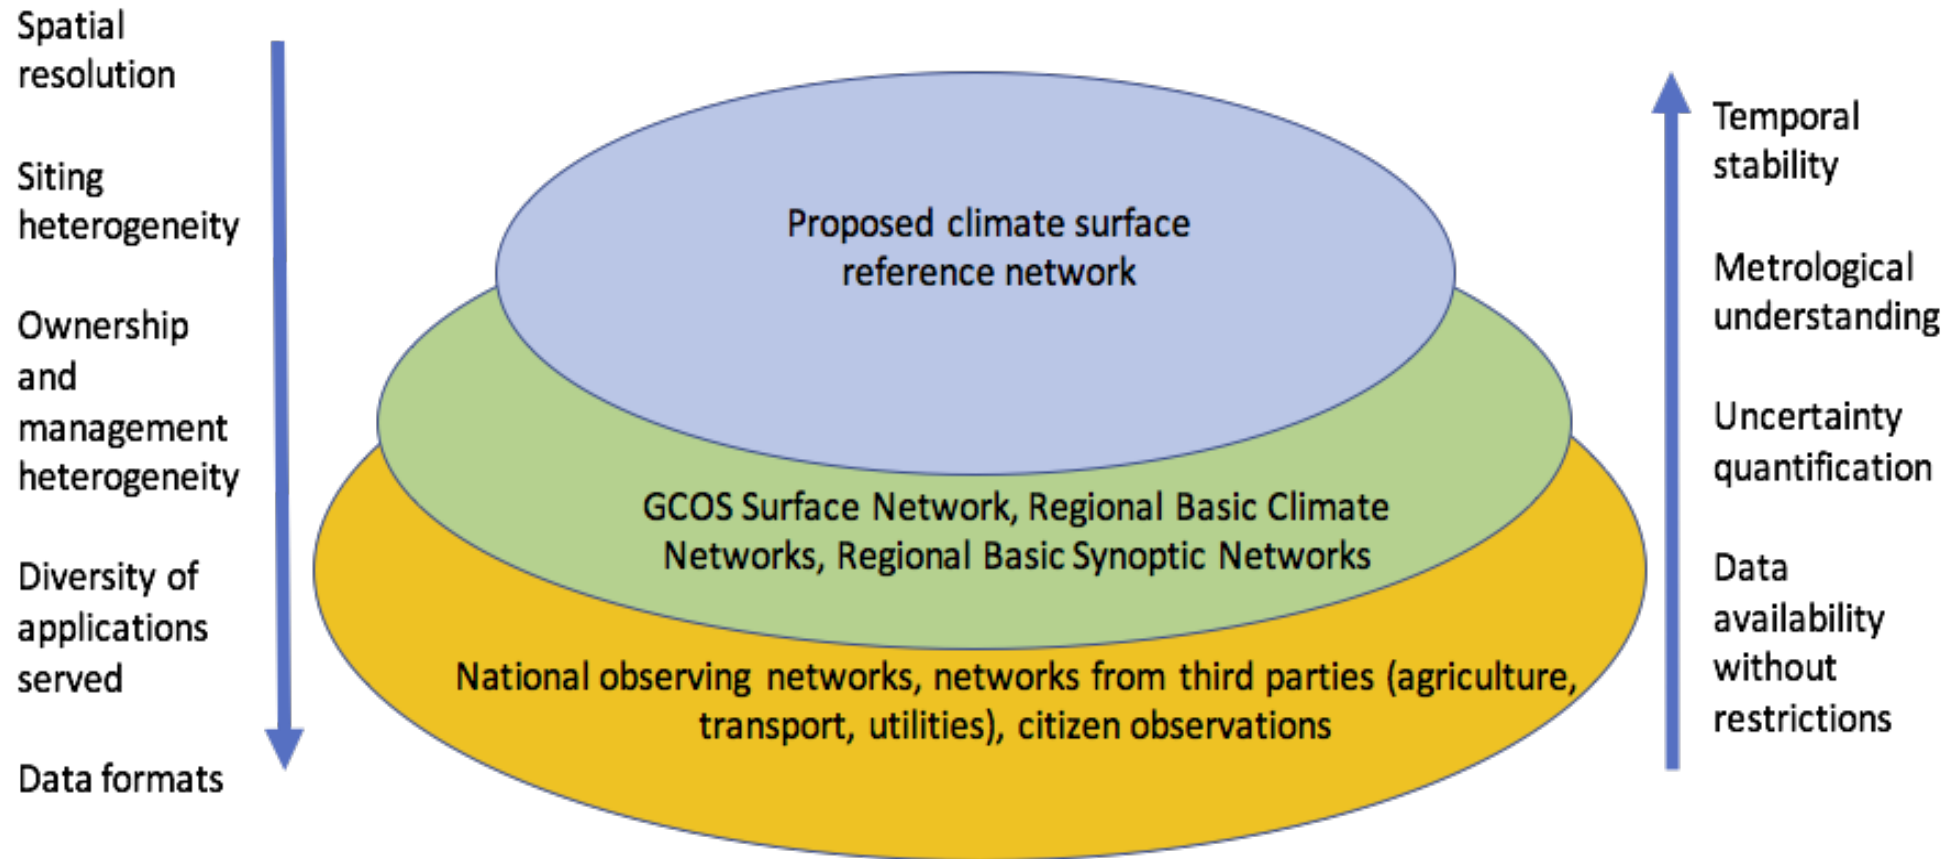 Spatial
resolution
Siting
heterogeneity
Ownership
and
management
heterogeneity
Diversity of
applications
served
Data formats
Proposed climate surface
reference network
GCOS Surface Network, Regional Basic Climate
Networks, Regional Basic Synoptic Networks
National observing networks, networks from third parties (agriculture,
transport, utilities), citizen observations
Temporal
stability
Metrological
understanding
Uncertainty
quantification
Data
availability
without
restrictions